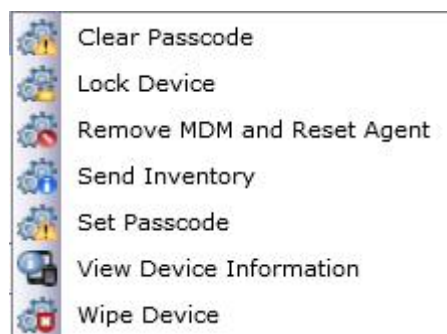 Clear Passcode
Lock Device
Remove MDM and Reset Agent
Send Inventory
Set Passcode
View Device Information
Wipe Device